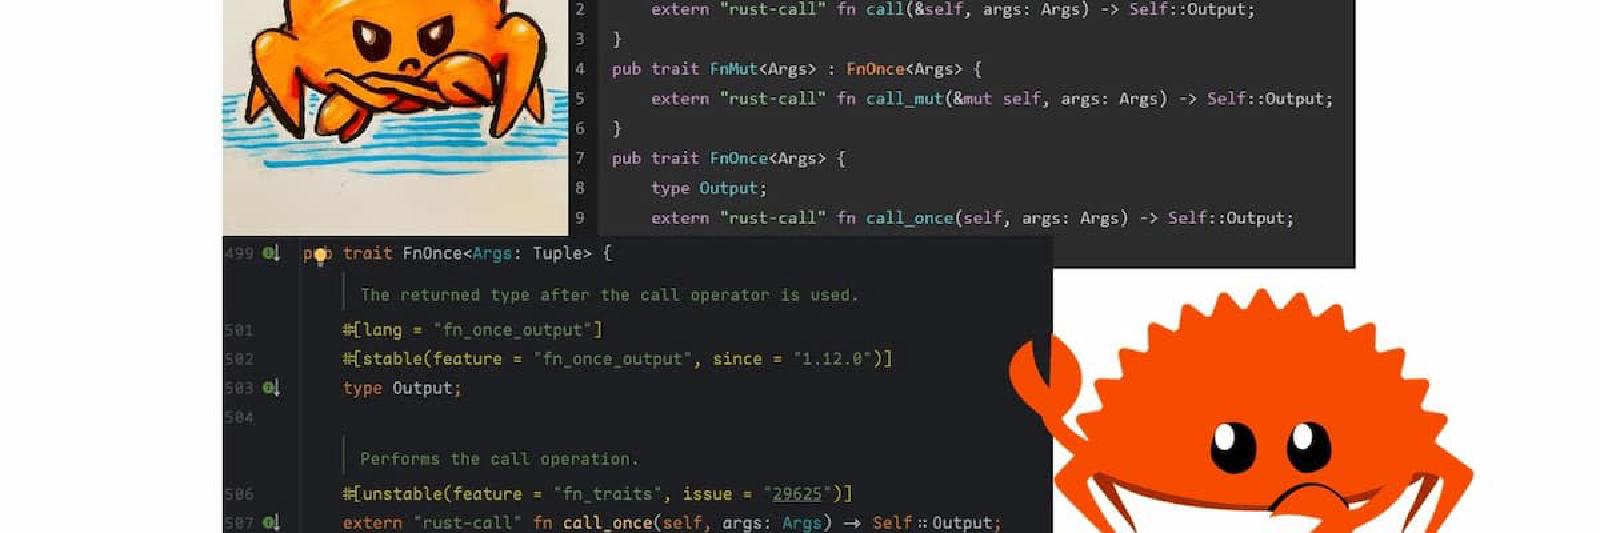 2 extern "rust-call" fn call(&self, args: Args) -> Self::Output;
3 }
4 pub trait FnMut<Args> : FnOnce<Args> {
5 extern "rust-call" fn call_mut(&mut self, args: Args) -> Self::Output;
6 }
7 pub trait FnOnce<Args> {
8 type Output;
9 extern "rust-call" fn call_once(self, args: Args) -> Self::Output;
499 pub trait FnOnce<Args: Tuple> {
The returned type after the call operator is used.
501 #[lang = "fn_once_output"]
502 #[stable(feature = "fn_once_output", since = "1.12.0")]
503 type Output;
504
Performs the call operation.
506 #[unstable(feature = "fn_traits", issue = "29625")]
507 extern "rust-call" fn call_once(self, args: Args) → Self::Output;